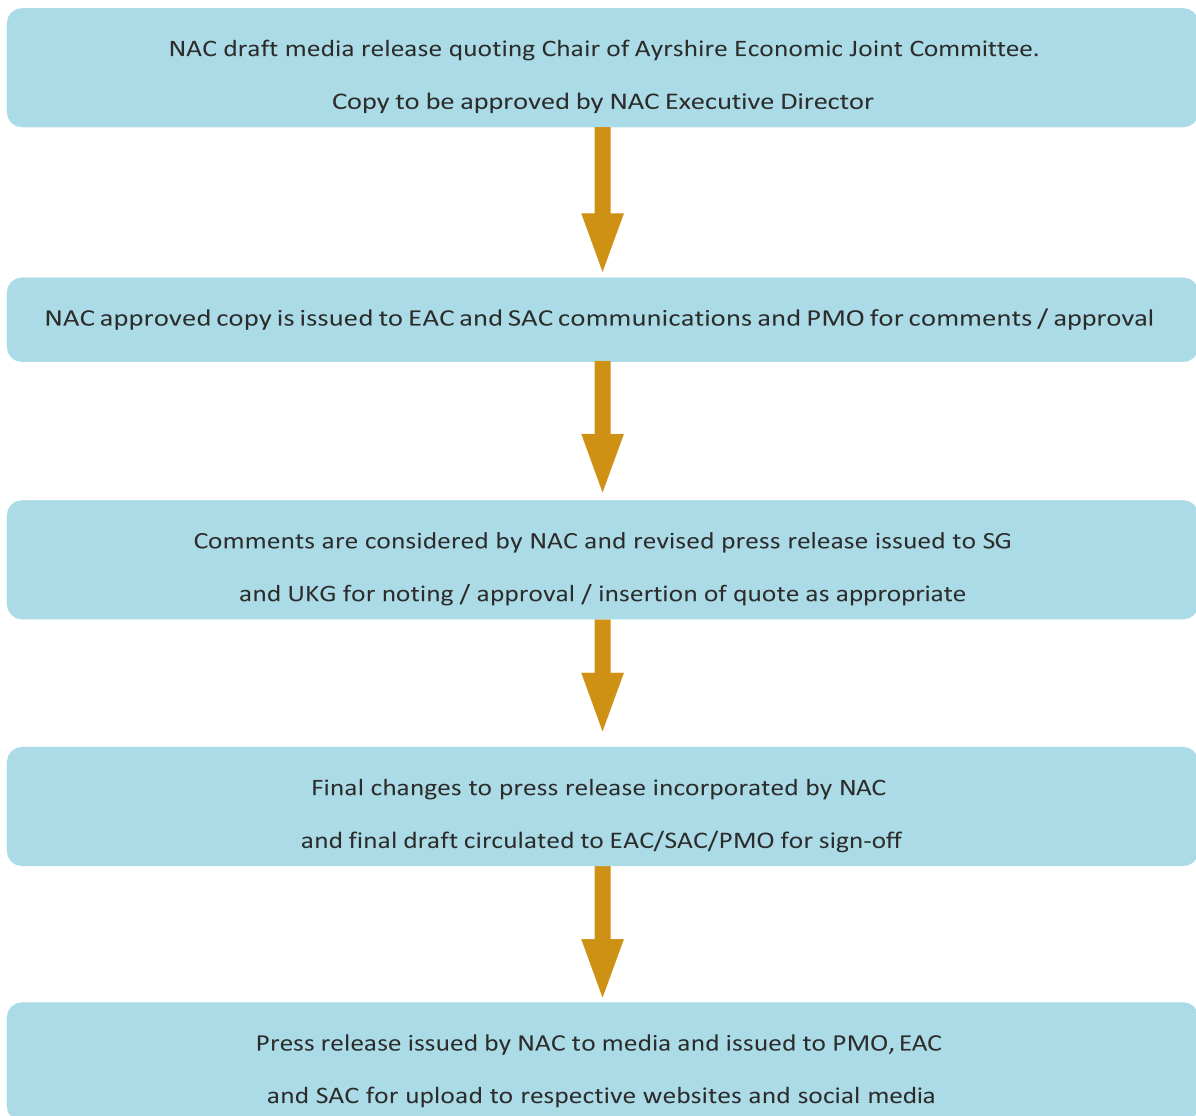 NAC draft media release quoting Chair of Ayrshire Economic Joint Committee.
Copy to be approved by NAC Executive Director
NAC approved copy is issued to EAC and SAC communications and PMO for comments / approval
Comments are considered by NAC and revised press release issued to SG
and UKG for noting / approval / insertion of quote as appropriate
Final changes to press release incorporated by NAC
and final draft circulated to EAC/SAC/PMO for sign-off
Press release issued by NAC to media and issued to PMO, EAC
and SAC for upload to respective websites and social media